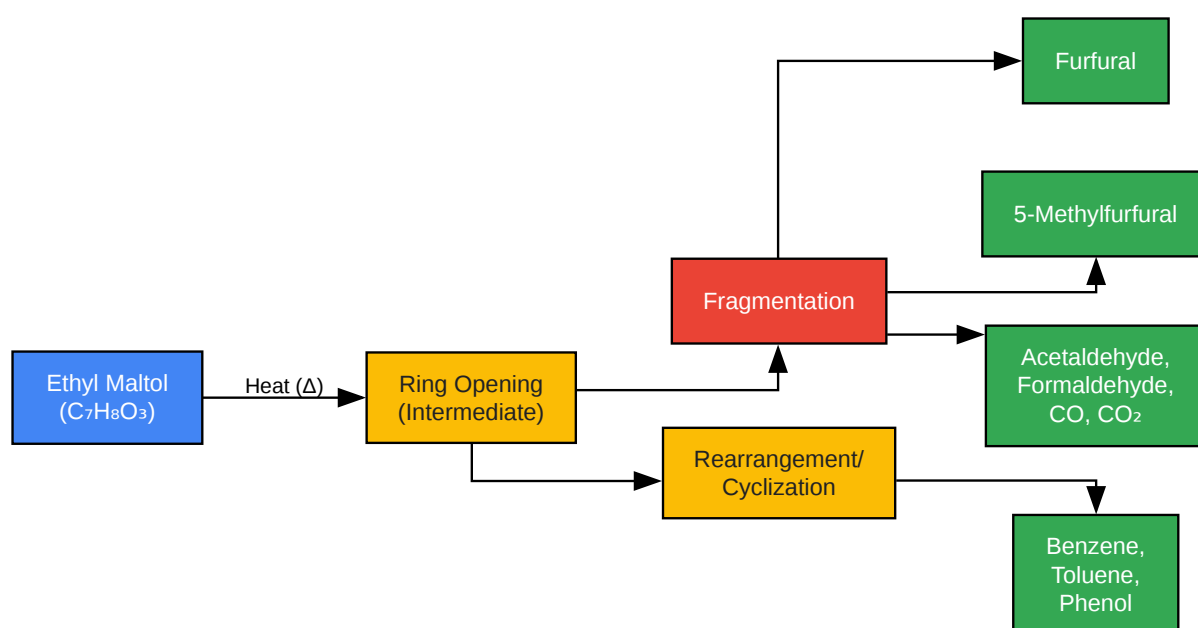 Furfural
5-Methylfurfural
Fragmentation
Acetaldehyde,
Formaldehyde,
CO, CO₂
Ethyl Maltol
(C₇H₈O₃)
Heat (Δ)
Ring Opening
(Intermediate)
Rearrangement/
Cyclization
Benzene,
Toluene,
Phenol